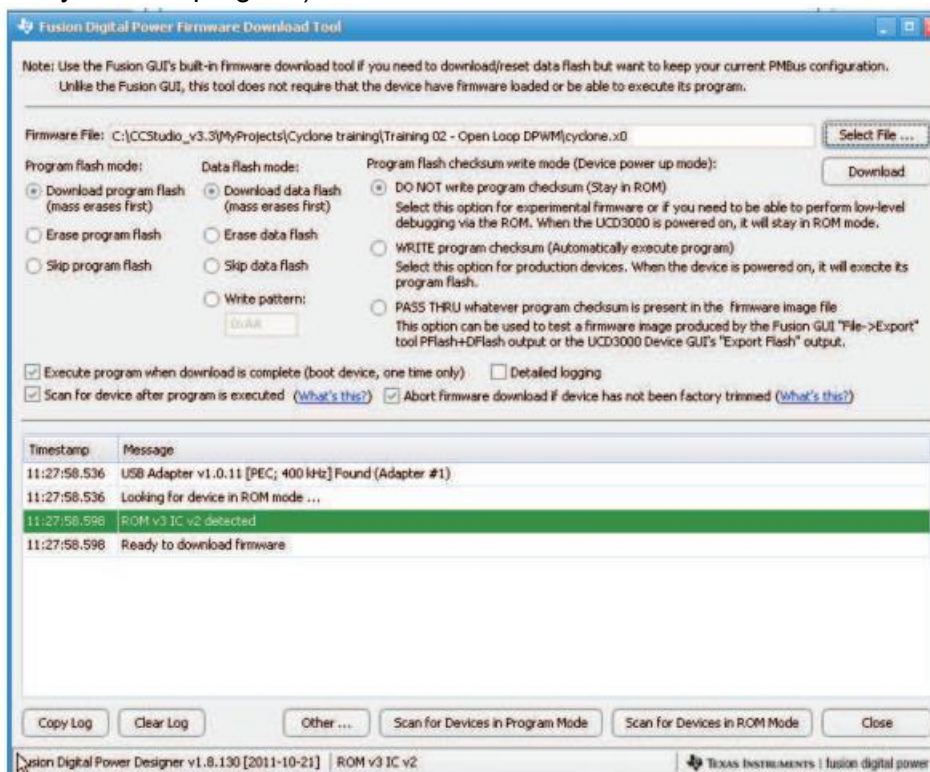 Fusion Digital Power Firmware Download Tool
Note: Use the Fusion GUI's built-in firmware download tool if you need to download/reset data flash but want to keep your current PMBus configuration.
Unlike the Fusion GUI, this tool does not require that the device have firmware loaded or be able to execute its program.
Firmware File: C:\CCStudio_v3.3\MyProjects\Cyclone training\Training 02 - Open Loop DPWM\cyclone.x0
Select File ...
Download
Program flash mode:
Download program flash
(mass erases first)
Erase program flash
Skip program flash
Data flash mode:
Download data flash
(mass erases first)
Erase data flash
Skip data flash
Write pattern:
0xAA
Program flash checksum write mode (Device power up mode):
DO NOT write program checksum (Stay in ROM)
Select this option for experimental firmware or if you need to be able to perform low-level
debugging via the ROM. When the UCD3000 is powered on, it will stay in ROM mode.
WRITE program checksum (Automatically execute program)
Select this option for production devices. When the device is powered on, it will execite its
program flash.
PASS THRU whatever program checksum is present in the firmware image file
This option can be used to test a firmware image produced by the Fusion GUI "File->Export"
tool PFlash+DFlash output or the UCD3000 Device GUI's "Export Flash" output.
Execute program when download is complete (boot device, one time only)
Detailed logging
Scan for device after program is executed (What's this?)
Abort firmware download if device has not been factory trimmed (What's this?)
Timestamp Message
11:27:58.536 USB Adapter v1.0.11 [PEC; 400 kHz] Found (Adapter #1)
11:27:58.536 Looking for device in ROM mode ...
11:27:58.598 ROM v3 IC v2 detected
11:27:58.598 Ready to download firmware
Copy Log
Clear Log
Other ...
Scan for Devices in Program Mode
Scan for Devices in ROM Mode
Close
Fusion Digital Power Designer v1.8.130 [2011-10-21]
ROM v3 IC v2
TEXAS INSTRUMENTS | fusion digital power